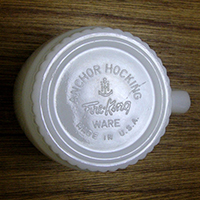 ANCHOR HOCKING
Fire-King
WARE
MADE IN U.S.A.